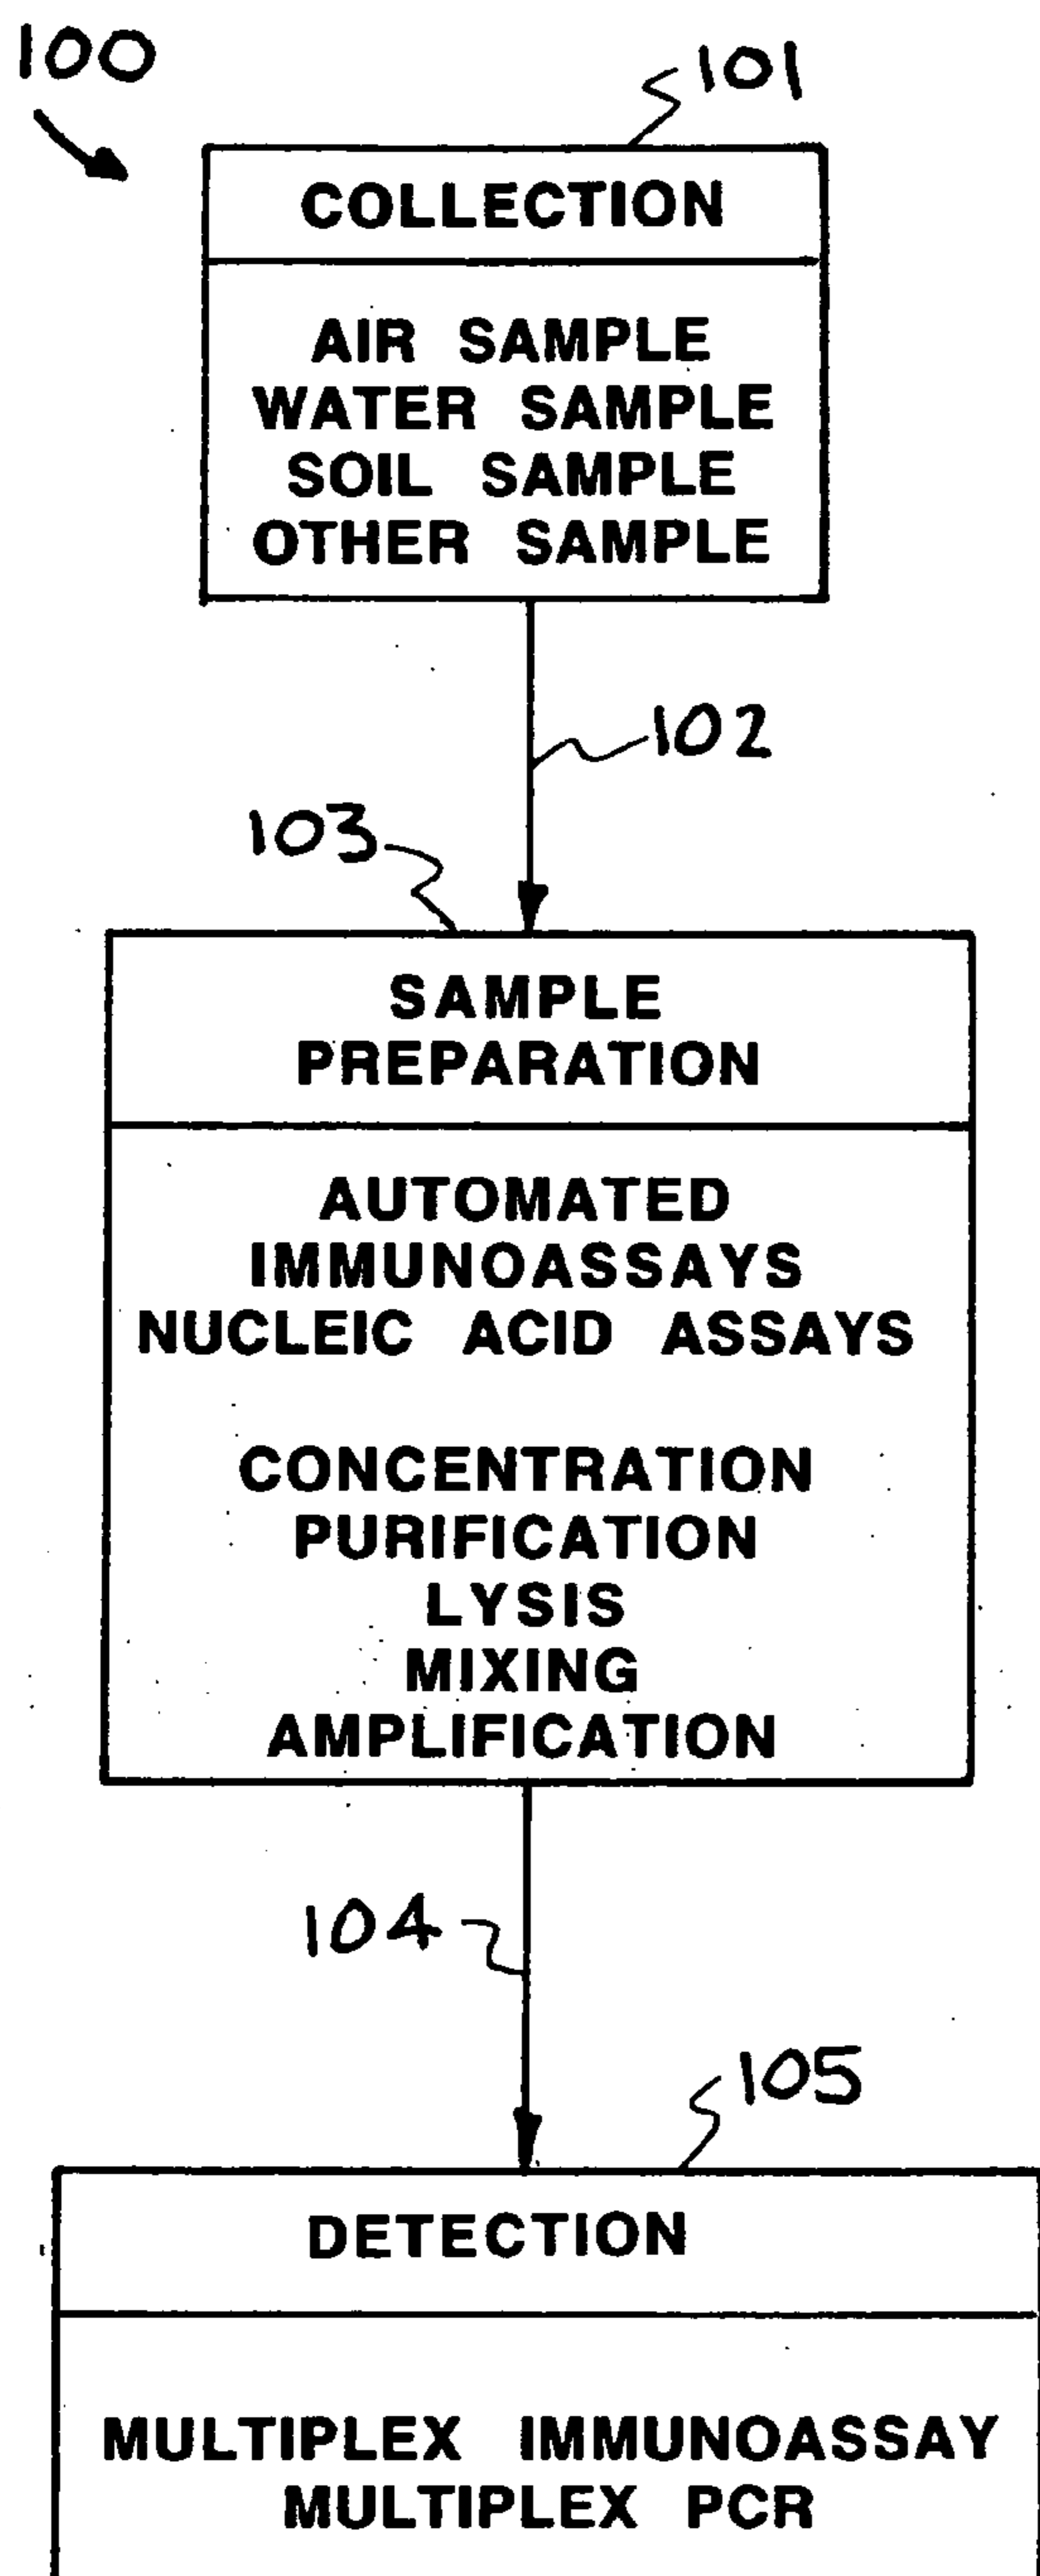 100
101
COLLECTION
AIR SAMPLE
WATER SAMPLE
SOIL SAMPLE
OTHER SAMPLE
102
103
SAMPLE
PREPARATION
AUTOMATED
IMMUNOASSAYS
NUCLEIC ACID ASSAYS
CONCENTRATION
PURIFICATION
LYSIS
MIXING
AMPLIFICATION
104
105
DETECTION
MULTIPLEX IMMUNOASSAY
MULTIPLEX PCR